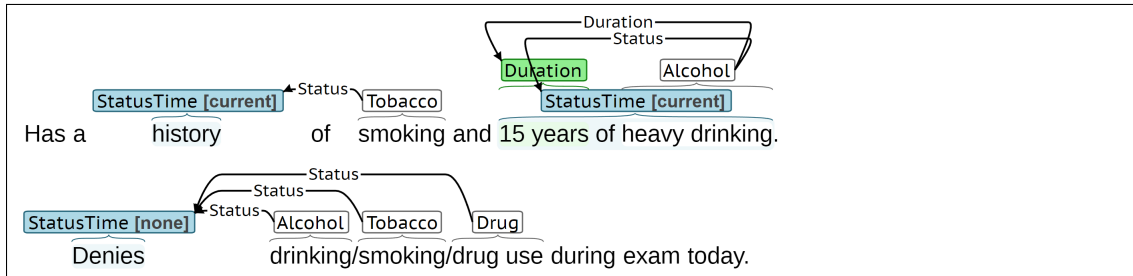 Duration
Status
Duration Alcohol
StatusTime [current] Status Tobacco StatusTime [current]
Has a history of smoking and 15 years of heavy drinking.
Status
Status
StatusTime [none] Status Alcohol Tobacco Drug
Denies drinking/smoking/drug use during exam today.